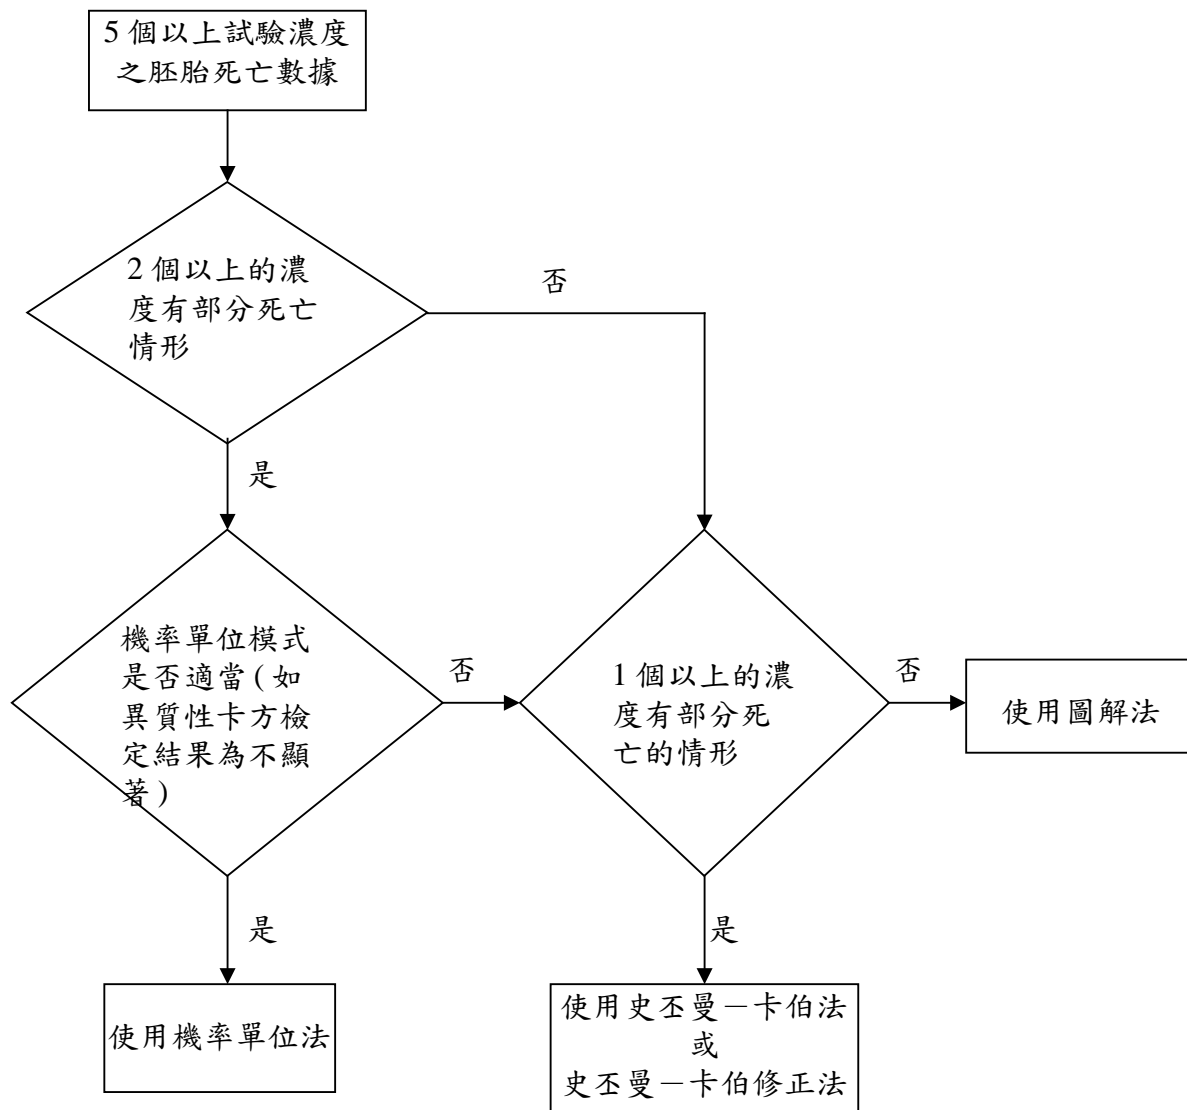 5 個以上試驗濃度
之胚胎死亡數據
2 個以上的濃
度有部分死亡
情形
否
是
機率單位模式
是否適當(如
異質性卡方檢
定結果為不顯
著)
否
1 個以上的濃
度有部分死
亡的情形
否
使用圖解法
是
是
使用機率單位法
使用史丕曼－卡伯法
或
史丕曼－卡伯修正法